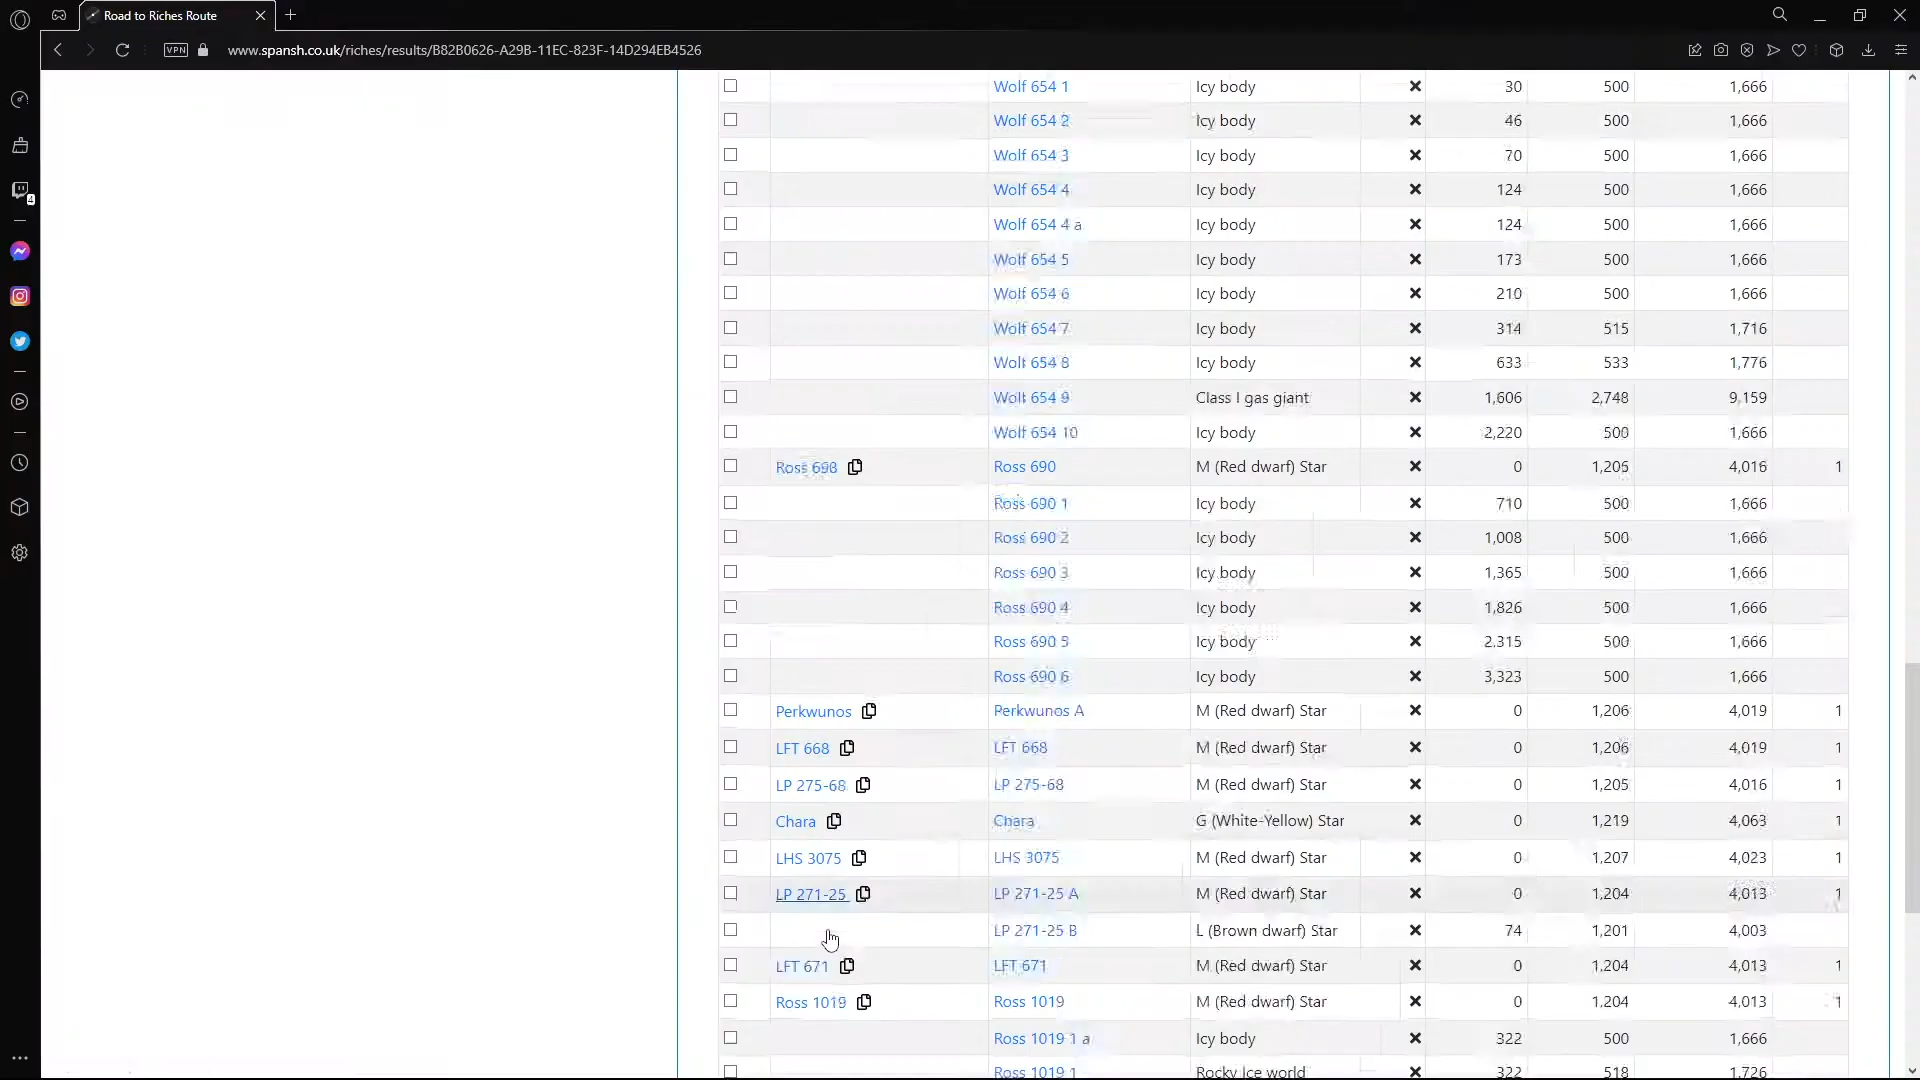 Road to Riches Route
VPN www.spansh.co.uk/riches/results/B82B0626-A29B-11EC-823F-14D294EB4526
4
Wolf 654 1 Icy body 30 500 1,666
Wolf 654 2 Icy body 46 500 1,666
Wolf 654 3 Icy body 70 500 1,666
Wolf 654 4 Icy body 124 500 1,666
Wolf 654 4 a Icy body 124 500 1,666
Wolf 654 5 Icy body 173 500 1,666
Wolf 654 6 Icy body 210 500 1,666
Wolf 654 7 Icy body 314 515 1,716
Wolf 654 8 Icy body 633 533 1,776
Wolf 654 9 Class I gas giant 1,606 2,748 9,159
Wolf 654 10 Icy body 2,220 500 1,666
Ross Ross 690 M (Red dwarf) Star 0 1,205 4,016 1
Ross 690 1 Icy body 710 500 1,666
Ross 690 2 Icy body 1,008 500 1,666
Ross 690 3 Icy body 1,365 500 1,666
Ross 690 4 Icy body 1,826 500 1,666
Ross 690 5 Icy body 2,315 500 1,666
Ross 690 6 Icy body 3,323 500 1,666
Perkwunos Perkwunos A M (Red dwarf) Star 0 1,206 4,019 1
LFT 668 LFT 668 M (Red dwarf) Star 0 1,206 4,019 1
LP 275-68 LP 275-68 M (Red dwarf) Star 0 1,205 4,016 1
Chara Chara G (White-Yellow) Star 0 1,219 4,063 1
LHS 3075 LHS 3075 M (Red dwarf) Star 0 1,207 4,023 1
LP 271-25 LP 271-25 A M (Red dwarf) Star 0 1,204 4,013 1
LP 271-25 B L (Brown dwarf) Star 74 1,201 4,003
LFT 671 LFT 671 M (Red dwarf) Star 0 1,204 4,013 1
Ross 1019 Ross 1019 M (Red dwarf) Star 0 1,204 4,013 1
Ross 1019 1 a Icy body 322 500 1,666
Ross 1019 1 Rocky Ice world 322 518 1,726